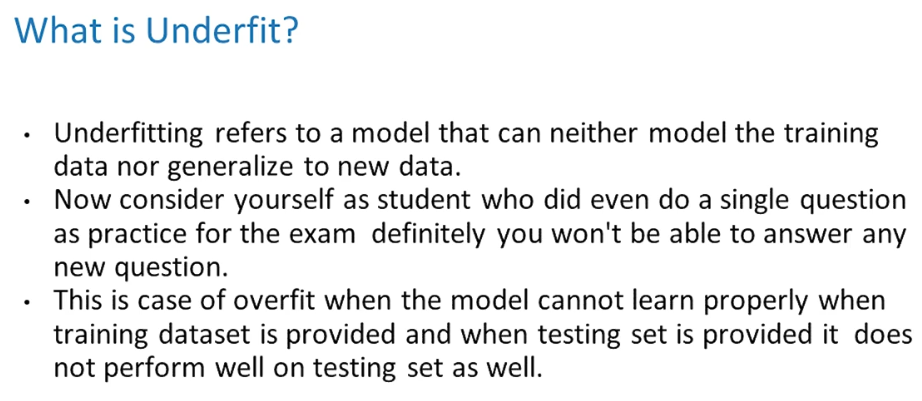 What is Underfit?
• Underfitting refers to a model that can neither model the training
data nor generalize to new data.
• Now consider yourself as student who did even do a single question
as practice for the exam definitely you won't be able to answer any
new question.
• This is case of overfit when the model cannot learn properly when
training dataset is provided and when testing set is provided it does
not perform well on testing set as well.